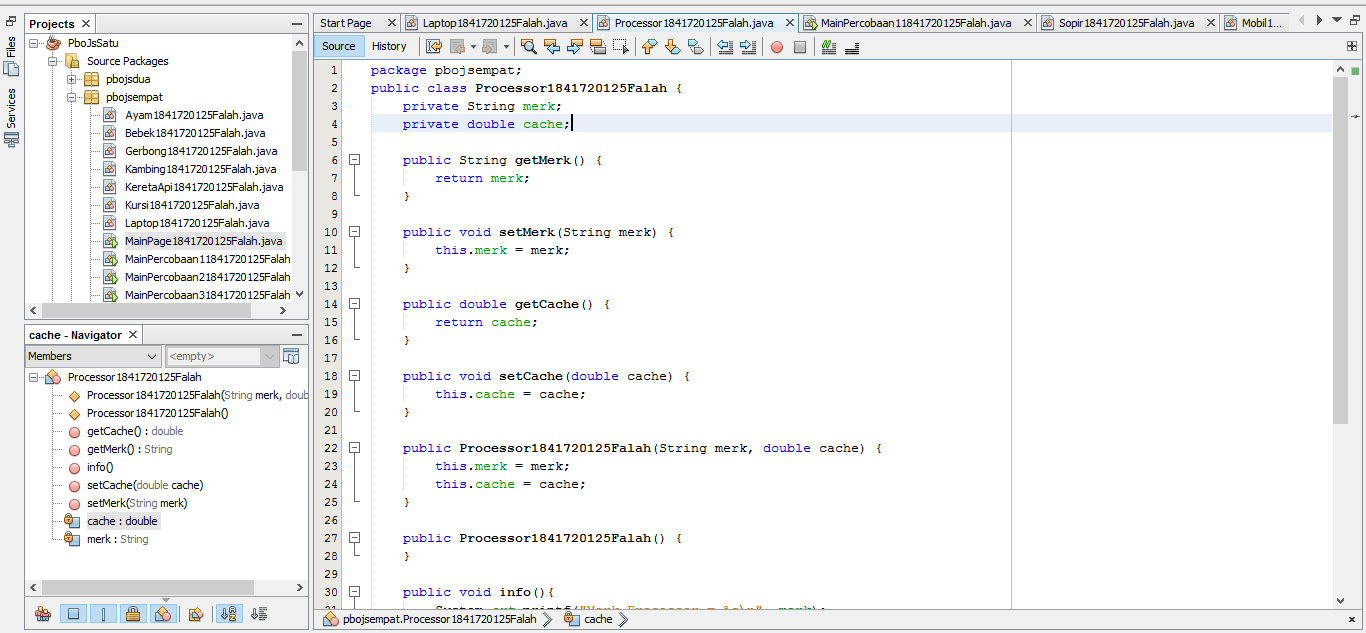 Projects
Files
Services
PboJsSatu
Source Packages
pbojsdua
pbojsempat
Ayam1841720125Falah.java
Bebek1841720125Falah.java
Gerbong1841720125Falah.java
Kambing1841720125Falah.java
KeretaApi1841720125Falah.java
Kursi1841720125Falah.java
Laptop1841720125Falah.java
MainPage1841720125Falah.java
MainPercobaan11841720125Falah
MainPercobaan21841720125Falah
MainPercobaan31841720125Falah
cache - Navigator
Members
<empty>
Processor1841720125Falah
Processor1841720125Falah(String merk, doub
Processor1841720125Falah()
getCache() : double
getMerk() : String
info()
setCache(double cache)
setMerk(String merk)
cache : double
merk : String
Start Page Laptop1841720125Falah.java Processor1841720125Falah.java MainPercobaan11841720125Falah.java Sopir1841720125Falah.java Mobil1...
Source History
1 package pbojsempat;
2 public class Processor1841720125Falah {
3 private String merk;
4 private double cache;
5
6 public String getMerk() {
7 return merk;
8 }
9
10 public void setMerk(String merk) {
11 this.merk = merk;
12 }
13
14 public double getCache() {
15 return cache;
16 }
17
18 public void setCache(double cache) {
19 this.cache = cache;
20 }
21
22 public Processor1841720125Falah(String merk, double cache) {
23 this.merk = merk;
24 this.cache = cache;
25 }
26
27 public Processor1841720125Falah() {
28 }
29
30 public void info(){
pbojsempat.Processor1841720125Falah cache